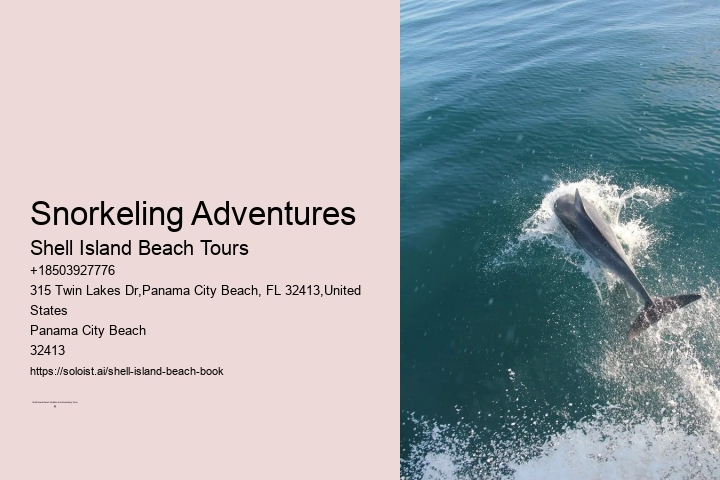 Snorkeling Adventures
Shell Island Beach Tours
+18503927776
315 Twin Lakes Dr,Panama City Beach, FL 32413,United
States
Panama City Beach
32413
https://soloist.ai/shell-island-beach-book